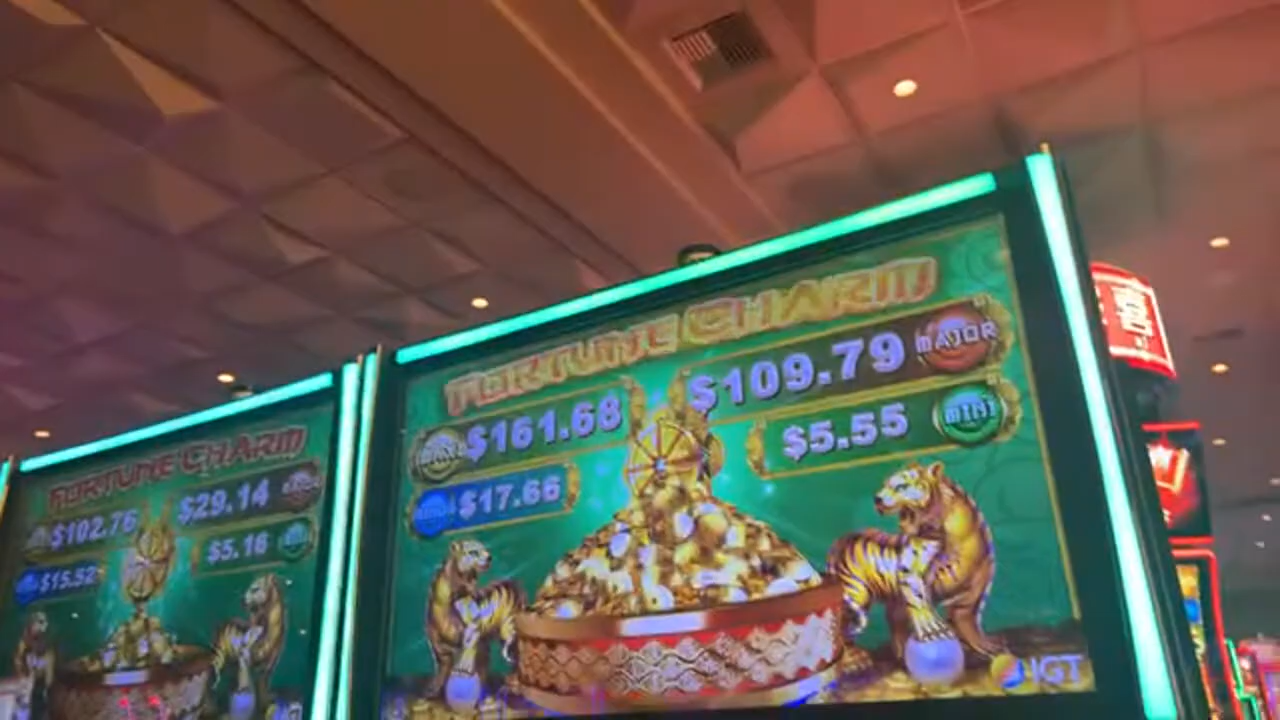 FORTUNE CHARM
$109.79 MAJOR
$161.68
$5.55 MINI
$17.66
IGT
FORTUNE CHARM
$29.14
$102.76
$5.16
$15.52